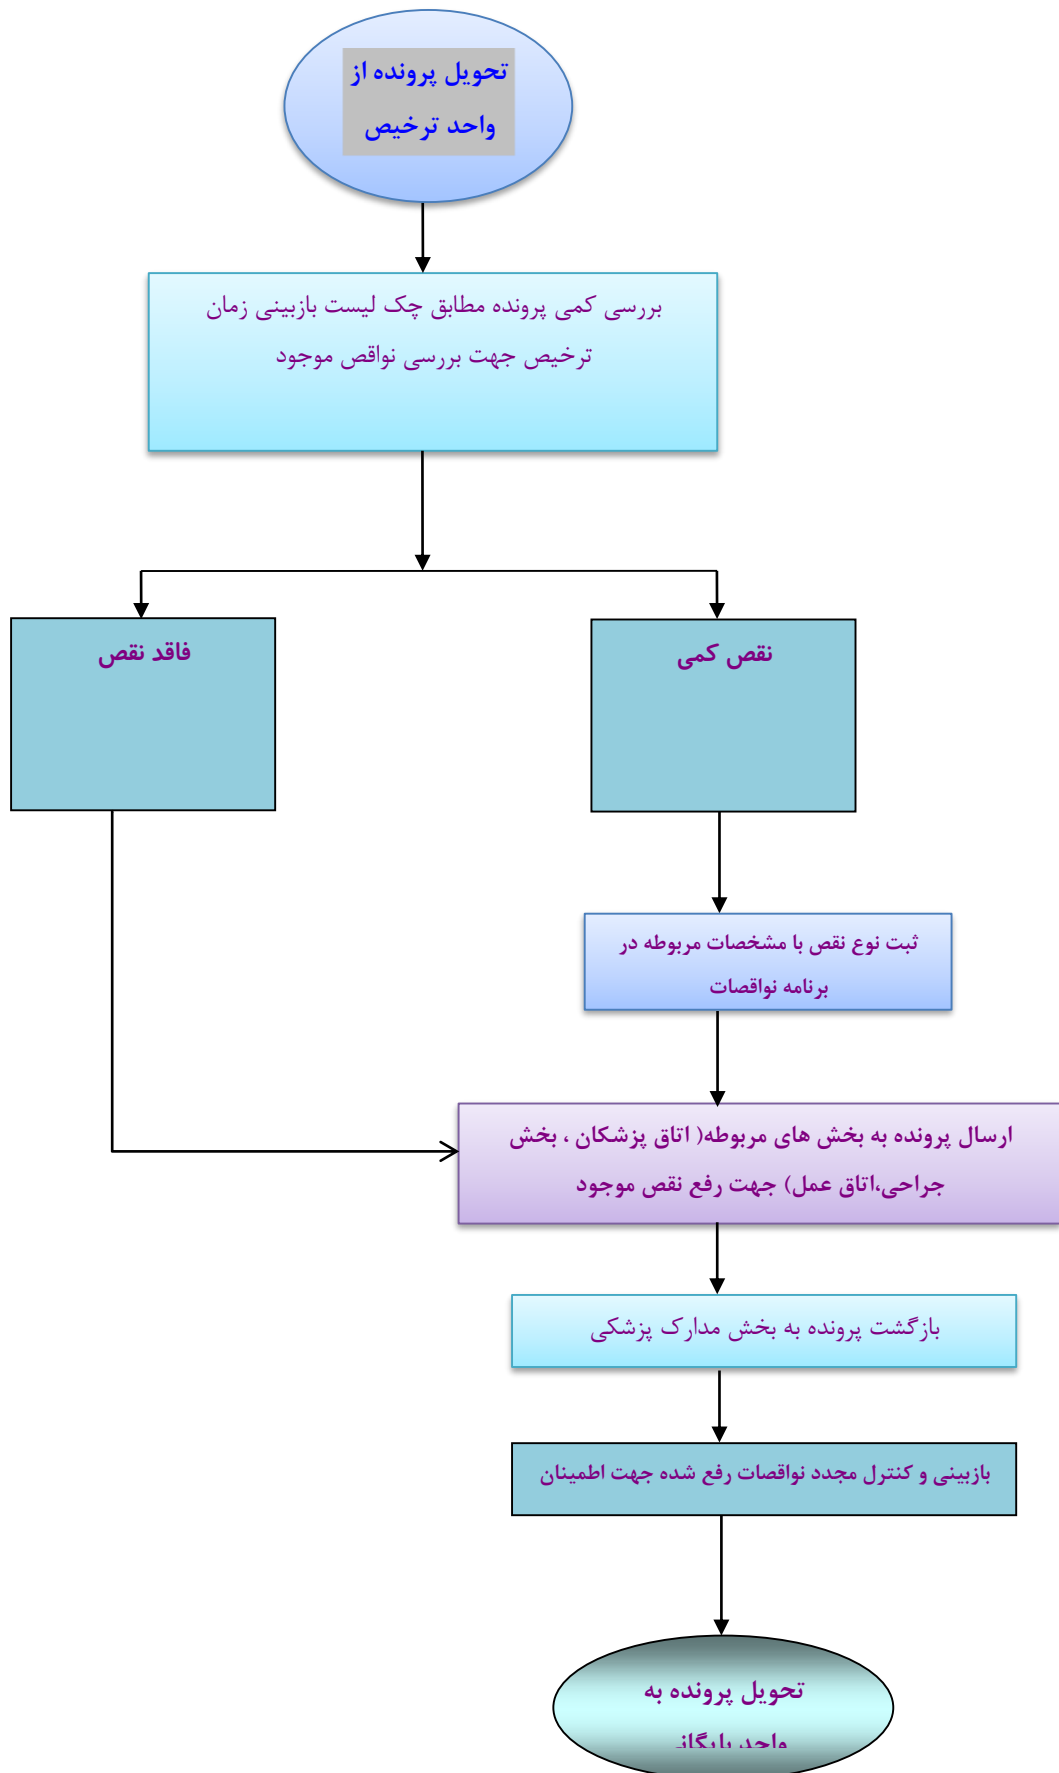 تحویل پرونده از
واحد ترخیص
بررسی کمی پرونده مطابق چک لیست بازبینی زمان
ترخیص جهت بررسی نواقص موجود
نقص کمی
فاقد نقص
ثبت نوع نقص با مشخصات مربوطه در
برنامه نواقصات
ارسال پرونده به بخش های مربوطه( اتاق پزشکان ، بخش
جراحی،اتاق عمل) جهت رفع نقص موجود
بازگشت پرونده به بخش مدارک پزشکی
بازبینی و کنترل مجدد نواقصات رفع شده جهت اطمینان
تحویل پرونده به
واحد بایگانی